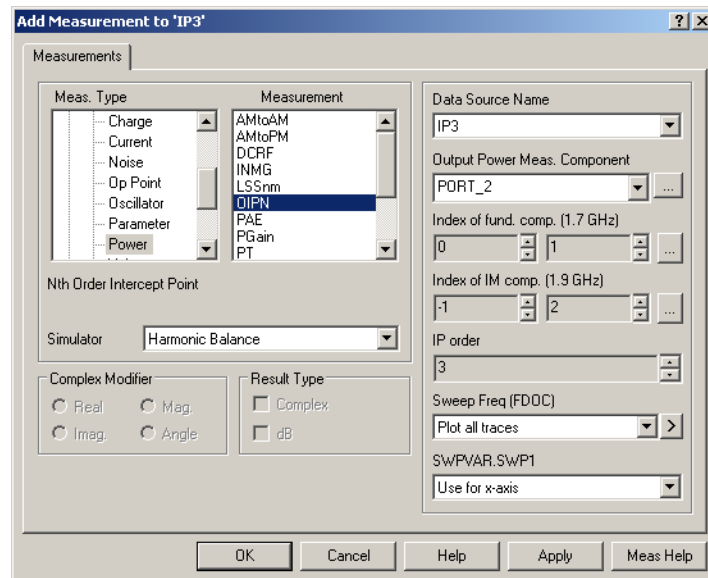 Add Measurement to 'IP3'
Measurements
Meas. Type
Charge
Current
Noise
Op Point
Oscillator
Parameter
Power
Measurement
AMtoAM
AMtoPM
DCRF
INMG
LSSnm
OIPN
PAE
PGain
PT
Nth Order Intercept Point
Simulator
Harmonic Balance
Complex Modifier
Real
Mag.
Imag.
Angle
Result Type
Complex
dB
Data Source Name
IP3
Output Power Meas. Component
PORT_2
...
Index of fund. comp. (1.7 GHz)
0
1
...
Index of IM comp. (1.9 GHz)
-1
2
...
IP order
3
Sweep Freq (FDOC)
Plot all traces
>
SWPVAR.SWP1
Use for x-axis
OK
Cancel
Help
Apply
Meas Help